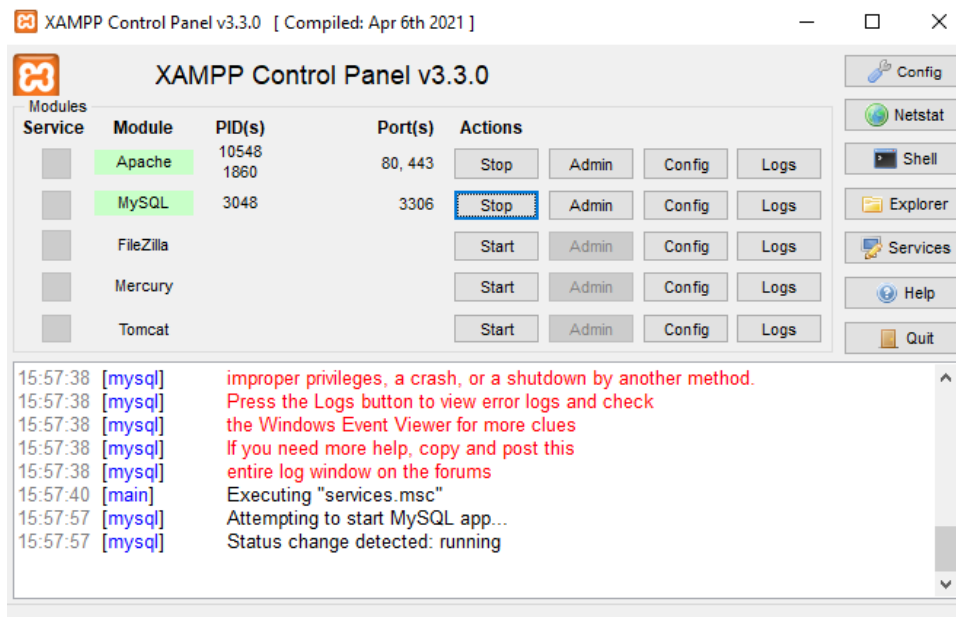 XAMPP Control Panel v3.3.0 [ Compiled: Apr 6th 2021 ]
XAMPP Control Panel v3.3.0
Config
Modules
Service Module PID(s) Port(s) Actions
Netstat
Apache 10548 1860 80, 443 Stop Admin Config Logs
Shell
MySQL 3048 3306 Stop Admin Config Logs
Explorer
FileZilla Start Admin Config Logs
Services
Mercury Start Admin Config Logs
Help
Tomcat Start Admin Config Logs
Quit
15:57:38 [mysql] improper privileges, a crash, or a shutdown by another method.
15:57:38 [mysql] Press the Logs button to view error logs and check
15:57:38 [mysql] the Windows Event Viewer for more clues
15:57:38 [mysql] If you need more help, copy and post this
15:57:38 [mysql] entire log window on the forums
15:57:40 [main] Executing "services.msc"
15:57:57 [mysql] Attempting to start MySQL app...
15:57:57 [mysql] Status change detected: running